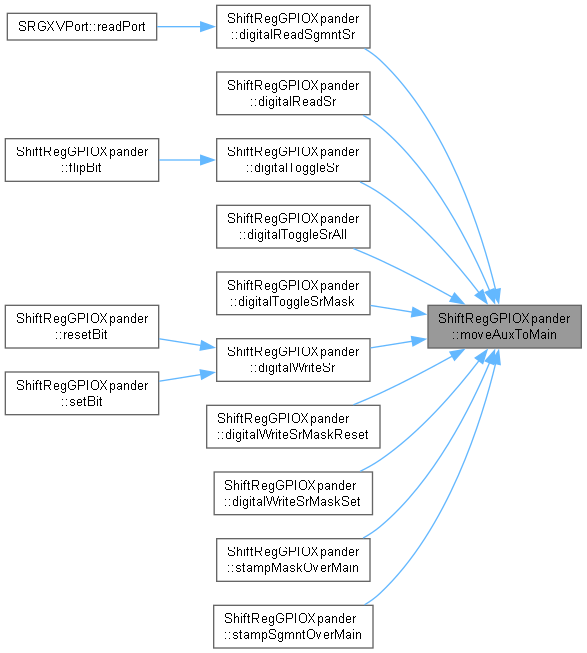 SRGXVPort::readPort
ShiftRegGPIOXpander
::digitalReadSgmntSr
ShiftRegGPIOXpander
::digitalReadSr
ShiftRegGPIOXpander
::flipBit
ShiftRegGPIOXpander
::digitalToggleSr
ShiftRegGPIOXpander
::digitalToggleSrAll
ShiftRegGPIOXpander
::digitalToggleSrMask
ShiftRegGPIOXpander
::moveAuxToMain
ShiftRegGPIOXpander
::resetBit
ShiftRegGPIOXpander
::digitalWriteSr
ShiftRegGPIOXpander
::setBit
ShiftRegGPIOXpander
::digitalWriteSrMaskReset
ShiftRegGPIOXpander
::digitalWriteSrMaskSet
ShiftRegGPIOXpander
::stampMaskOverMain
ShiftRegGPIOXpander
::stampSgmntOverMain